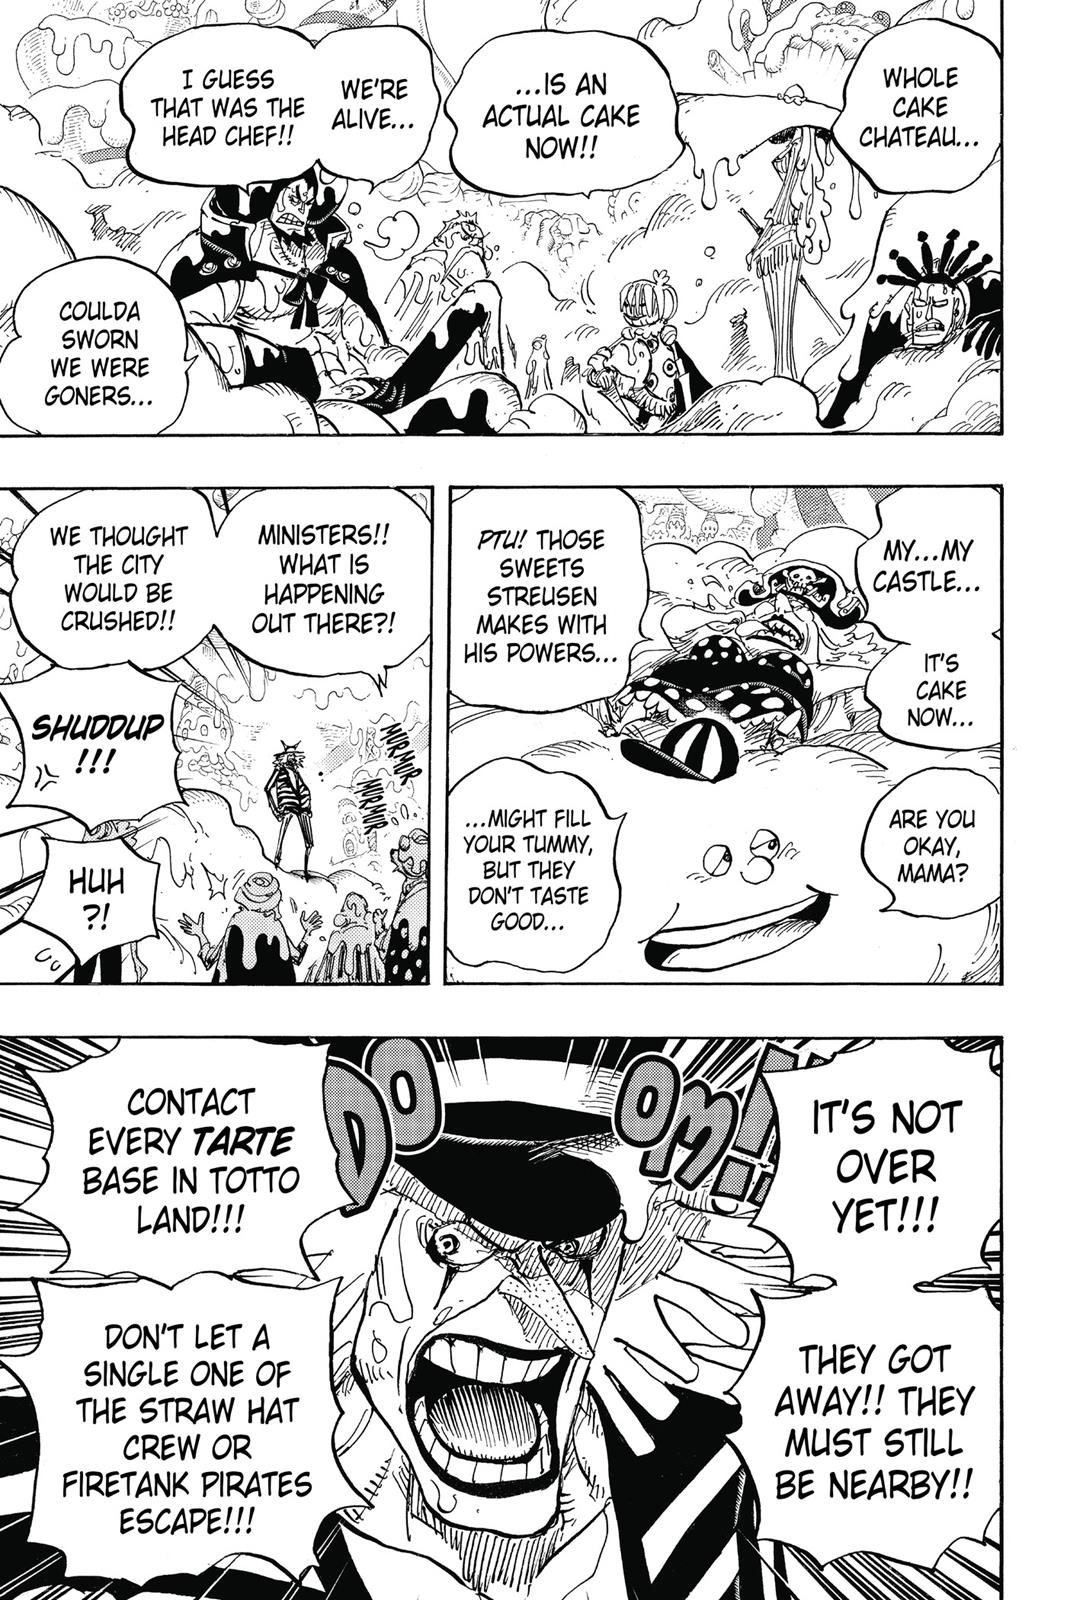 WHOLE
CAKE
CHATEAU...
...IS AN
ACTUAL CAKE
NOW!!
WE'RE
ALIVE...
I GUESS
THAT WAS THE
HEAD CHEF!!
COULDA
SWORN
WE WERE
GONERS...
MY...MY
CASTLE...
IT'S
CAKE
NOW...
PTU! THOSE
SWEETS
STREUSEN
MAKES WITH
HIS POWERS...
ARE YOU
OKAY,
MAMA?
...MIGHT FILL
YOUR TUMMY,
BUT THEY
DON'T TASTE
GOOD...
MINISTERS!!
WHAT IS
HAPPENING
OUT THERE?!
WE THOUGHT
THE CITY
WOULD BE
CRUSHED!!
MIRMIR
MIRMIR
SHUDDUP
!!!
HUH
?!
IT'S NOT
OVER
YET!!!
DOOM!!
THEY GOT
AWAY!! THEY
MUST STILL
BE NEARBY!!
CONTACT
EVERY TARTE
BASE IN TOTTO
LAND!!!
DON'T LET A
SINGLE ONE OF
THE STRAW HAT
CREW OR
FIRETANK PIRATES
ESCAPE!!!